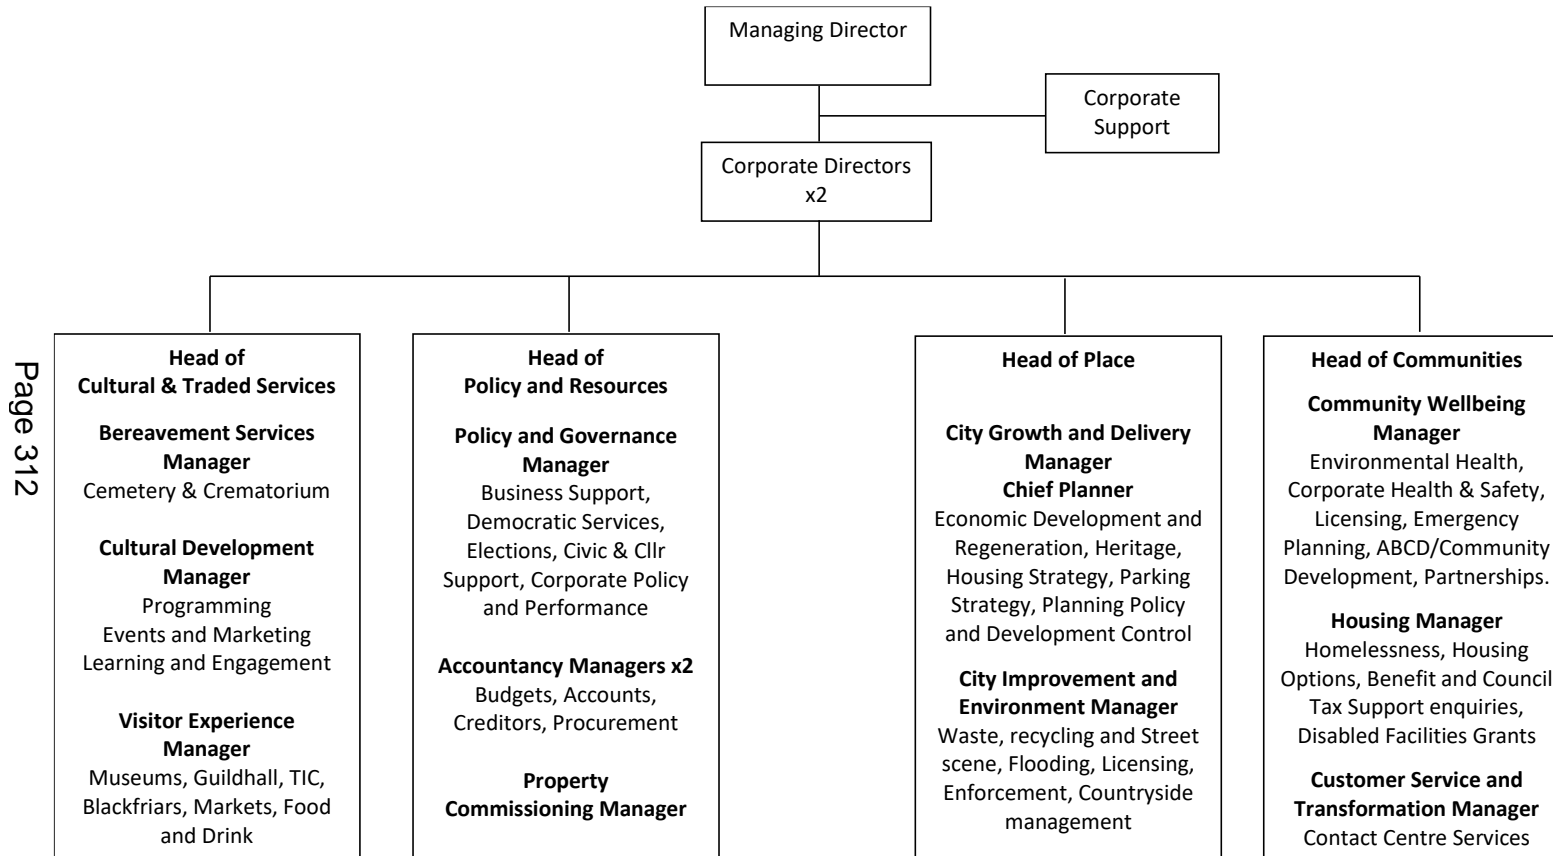 Managing Director
Corporate
Support
Corporate Directors
x2
Page 312
Head of
Cultural & Traded Services
Bereavement Services
Manager
Cemetery & Crematorium
Cultural Development
Manager
Programming
Events and Marketing
Learning and Engagement
Visitor Experience
Manager
Museums, Guildhall, TIC,
Blackfriars, Markets, Food
and Drink
Head of
Policy and Resources
Policy and Governance
Manager
Business Support,
Democratic Services,
Elections, Civic & Cllr
Support, Corporate Policy
and Performance
Accountancy Managers x2
Budgets, Accounts,
Creditors, Procurement
Property
Commissioning Manager
Head of Place
City Growth and Delivery
Manager
Chief Planner
Economic Development and
Regeneration, Heritage,
Housing Strategy, Parking
Strategy, Planning Policy
and Development Control
City Improvement and
Environment Manager
Waste, recycling and Street
scene, Flooding, Licensing,
Enforcement, Countryside
management
Head of Communities
Community Wellbeing
Manager
Environmental Health,
Corporate Health & Safety,
Licensing, Emergency
Planning, ABCD/Community
Development, Partnerships.
Housing Manager
Homelessness, Housing
Options, Benefit and Council
Tax Support enquiries,
Disabled Facilities Grants
Customer Service and
Transformation Manager
Contact Centre Services